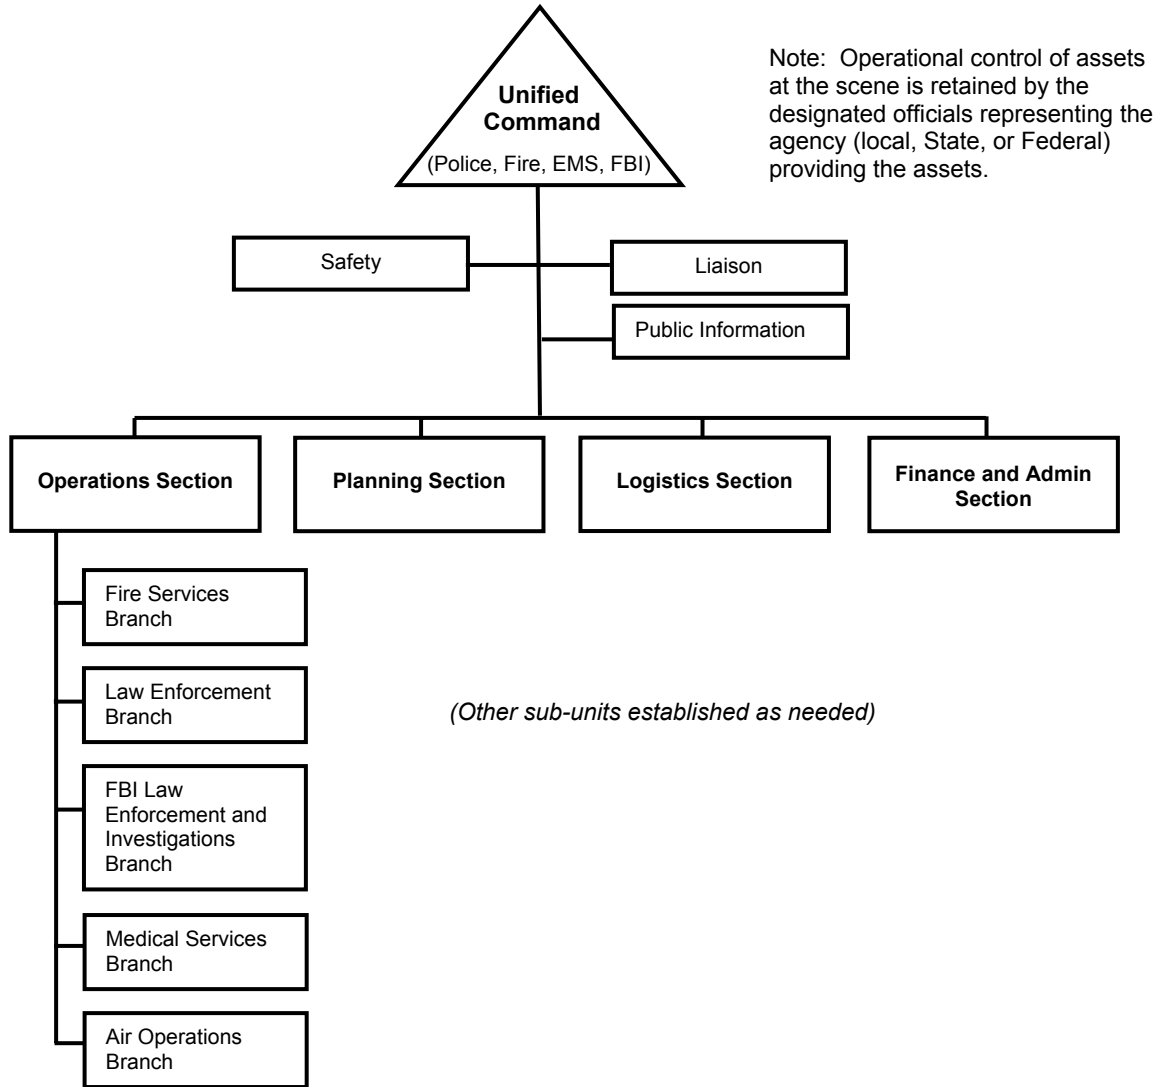 Unified
Command
(Police, Fire, EMS, FBI)
Note:  Operational control of assets
at the scene is retained by the
designated officials representing the
agency (local, State, or Federal)
providing the assets.
Safety
Liaison
Public Information
Operations Section
Planning Section
Logistics Section
Finance and Admin
Section
Fire Services
Branch
Law Enforcement
Branch
(Other sub-units established as needed)
FBI Law
Enforcement and
Investigations
Branch
Medical Services
Branch
Air Operations
Branch